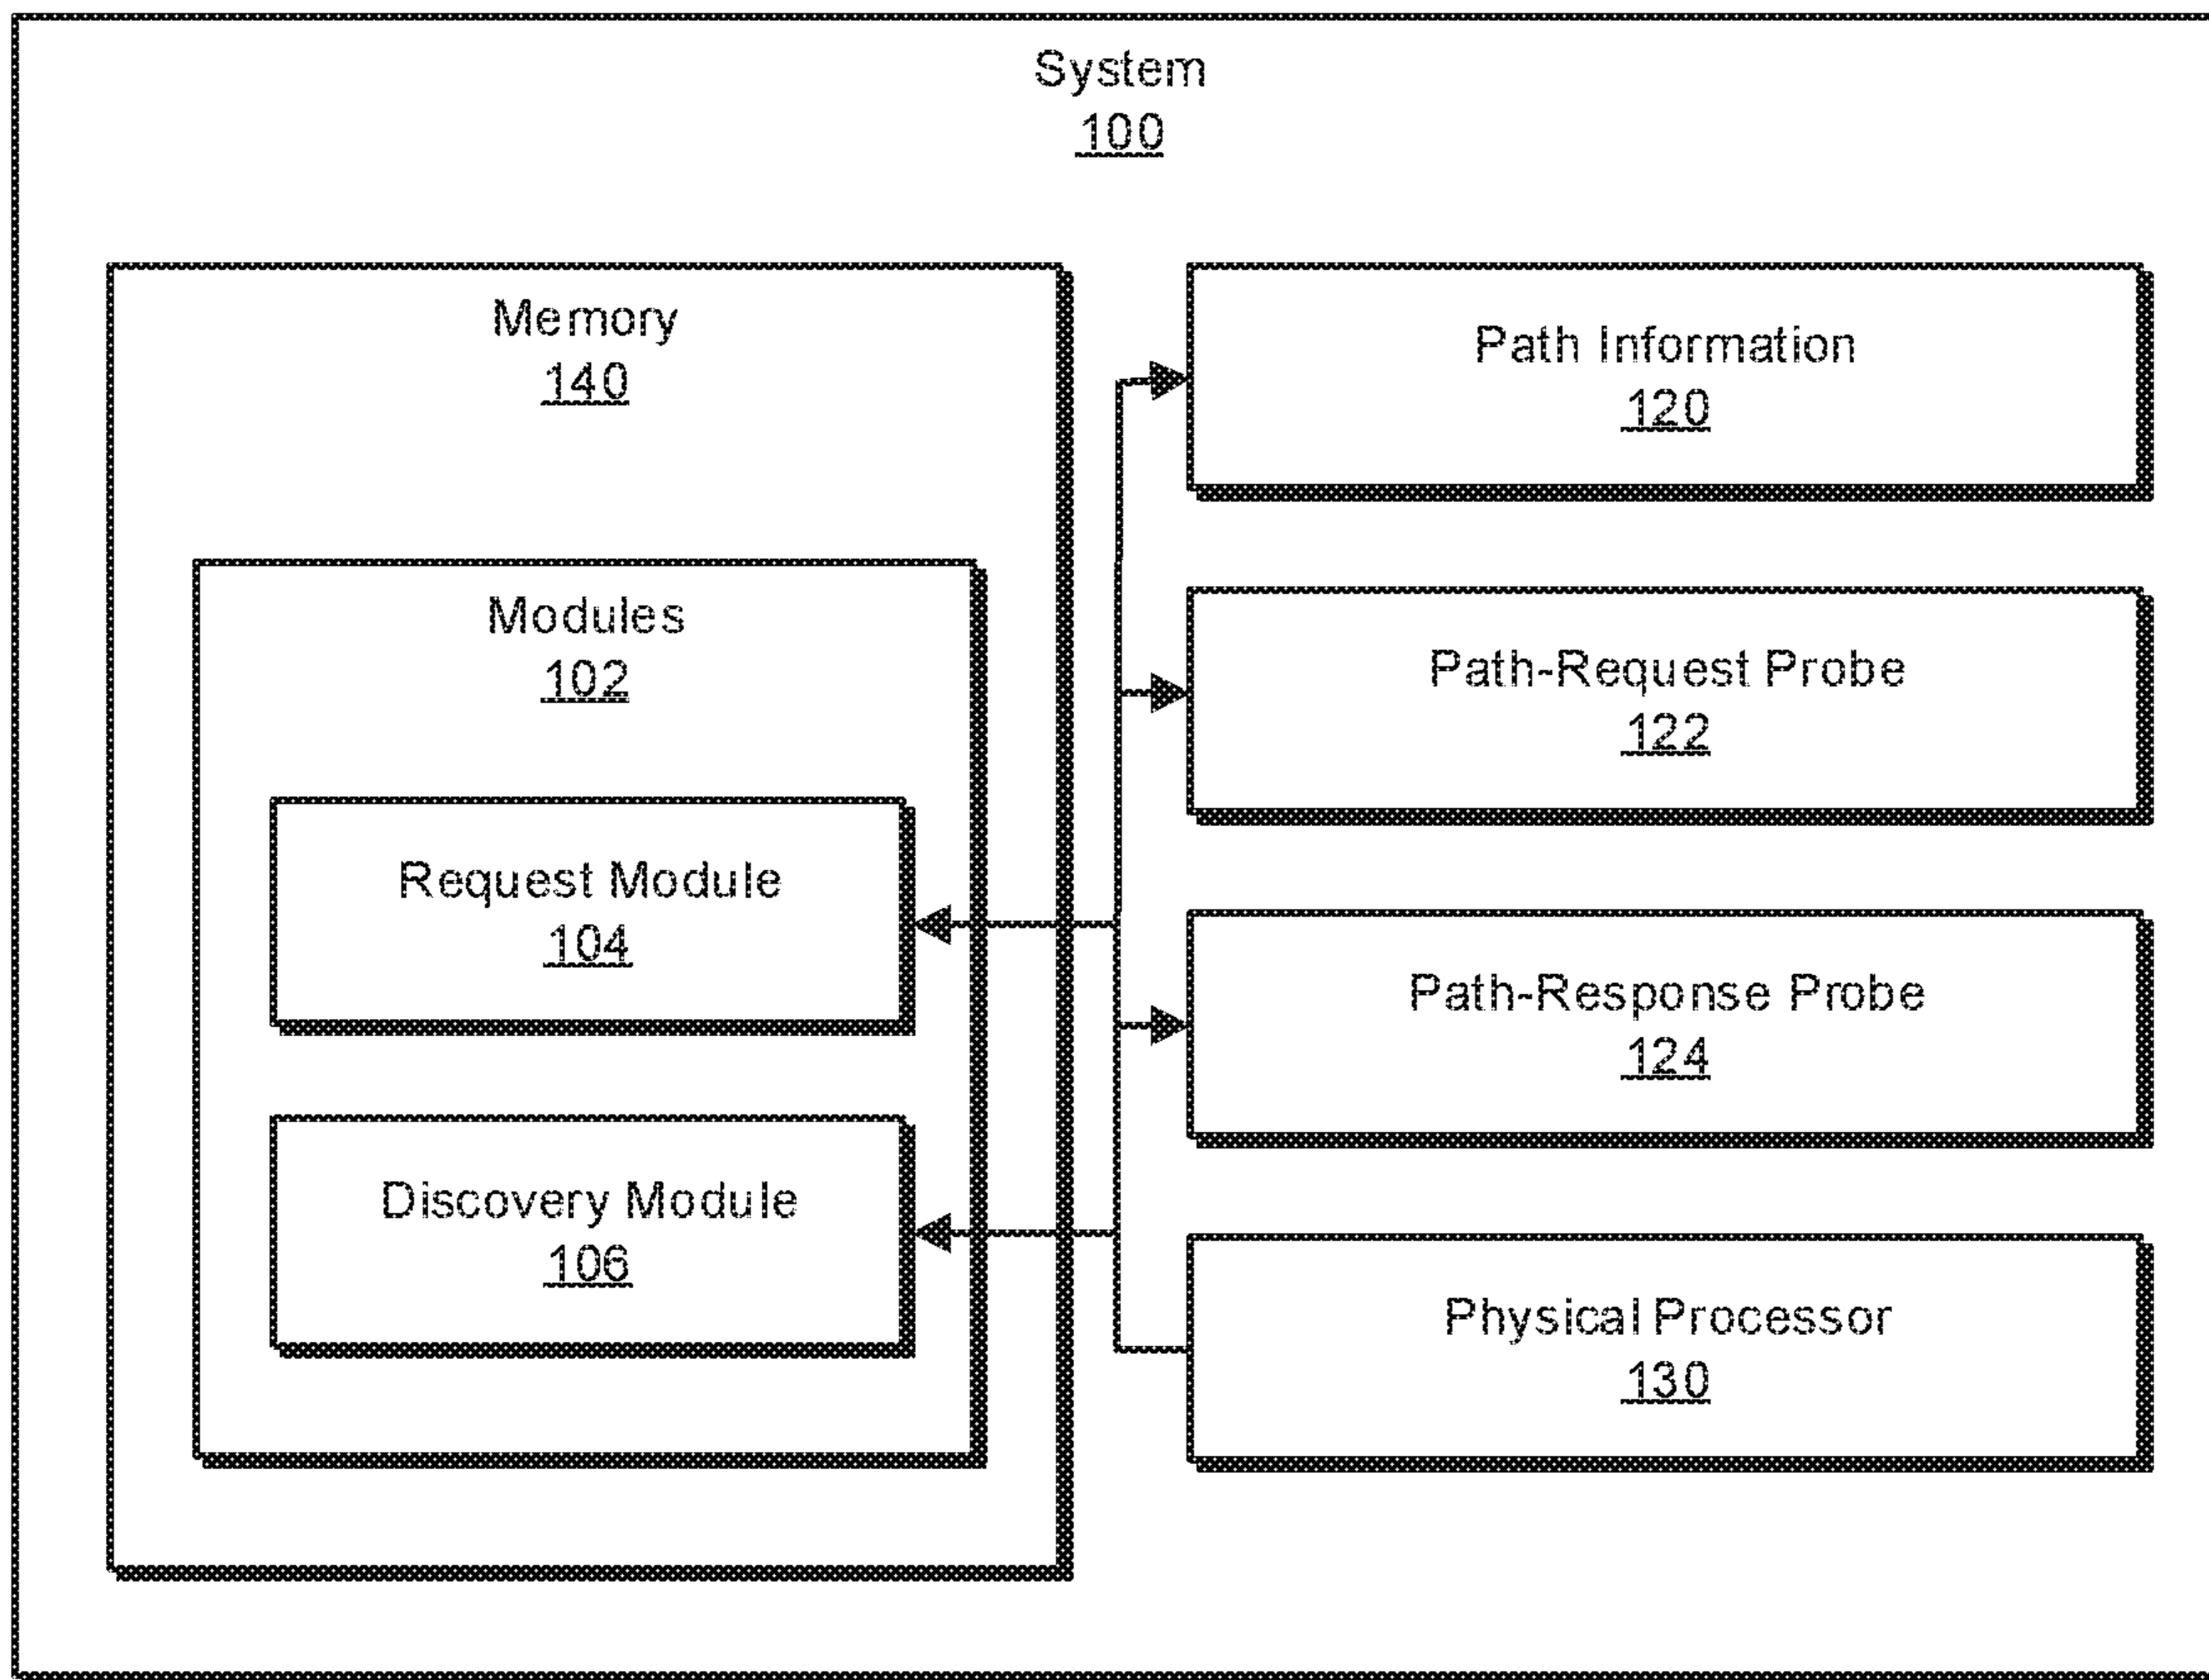 System
100
Memory
140
Modules
102
Request Module
104
Discovery Module
106
Path Information
120
Path-Request Probe
122
Path-Response Probe
124
Physical Processor
130